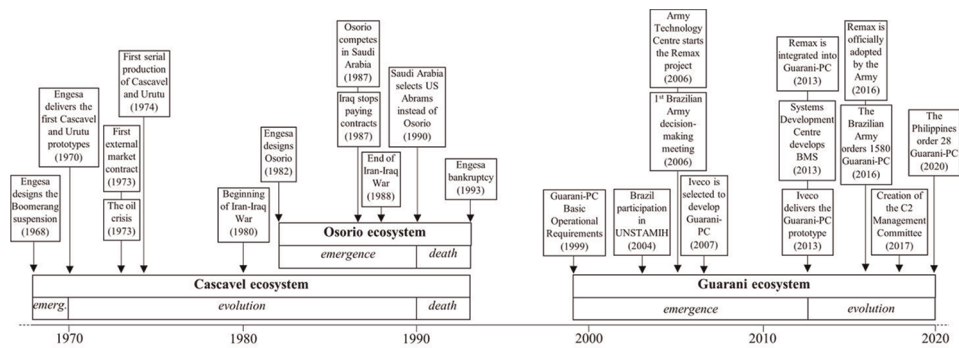 Engesa
designs the
Boomerang
suspension
(1968)
Engesa
delivers the
first Cascavel
and Urutu
prototypes
(1970)
First
external
market
contract
(1973)
The oil
crisis
(1973)
First serial
production
of Cascavel
and Urutu
(1974)
Beginning
of Iran-Iraq
War
(1980)
Engesa
designs
Osorio
(1982)
Osorio
competes
in Saudi
Arabia
(1987)
Iraq stops
paying
contracts
(1987)
End of
Iran-Iraq
War
(1988)
Saudi Arabia
selects US
Abrams
instead of
Osorio
(1990)
Engesa
bankruptcy
(1993)
Osorio ecosystem
emergence
death
Cascavel ecosystem
emerg.
evolution
death
Guarani-PC
Basic
Operational
Requirements
(1999)
Brazil
participation
in
UNSTAMIH
(2004)
Army
Technology
Centre starts
the Remax
project
(2006)
1st Brazilian
Army
decision-
making
meeting
(2006)
Iveco is
selected to
develop
Guarani-
PC
(2007)
Remax is
integrated into
Guarani-PC
(2013)
Systems
Development
Centre
develops
BMS
(2013)
Iveco
delivers the
Guarani-PC
prototype
(2013)
Remax is
officially
adopted by
the Army
(2016)
The
Brazilian
Army
orders 1580
Guarani-PC
(2016)
Creation of
the C2
Management
Committee
(2017)
The
Philippines
order 28
Guarani-PC
(2020)
Guarani ecosystem
emergence
evolution
1970
1980
1990
2000
2010
2020